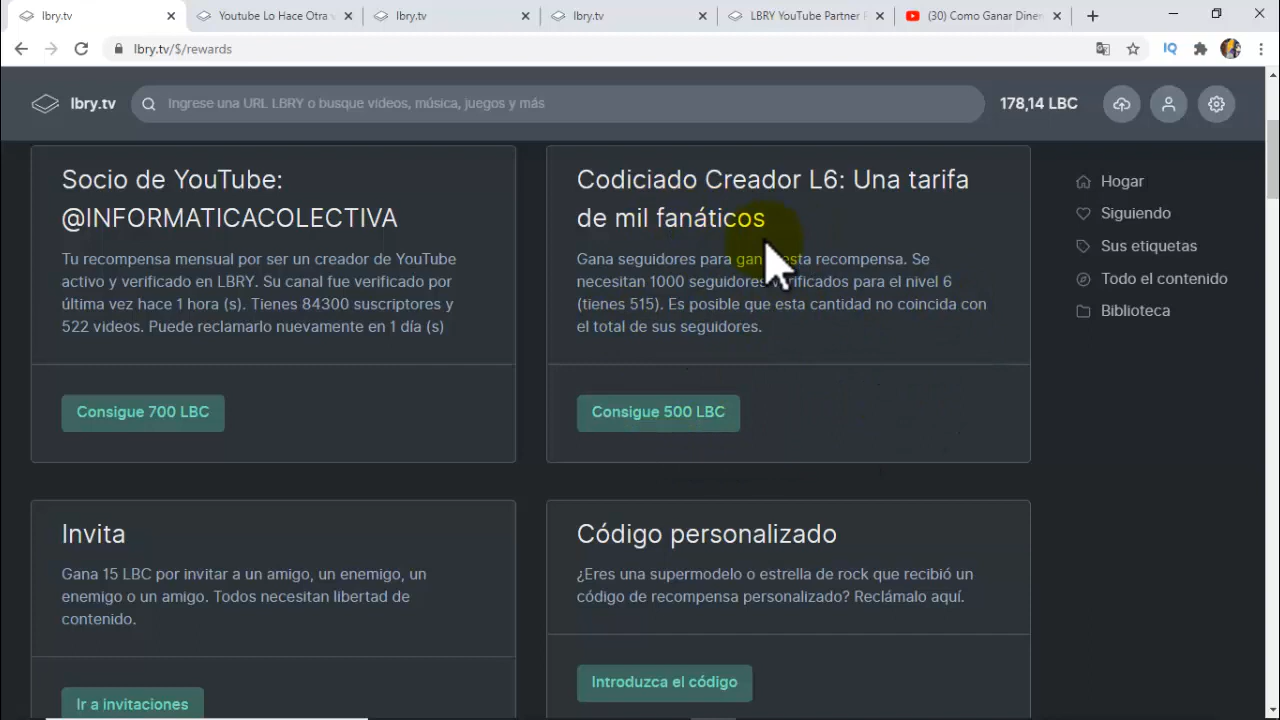 lbry.tv
Youtube Lo Hace Otra v
lbry.tv
lbry.tv
LBRY YouTube Partner
(30) Como Ganar Diner
lbry.tv/$/rewards
IQ
lbry.tv
Ingrese una URL LBRY o busque videos, música, juegos y más
178,14 LBC
Socio de YouTube:
@INFORMATICACOLECTIVA
Tu recompensa mensual por ser un creador de YouTube
activo y verificado en LBRY. Su canal fue verificado por
última vez hace 1 hora (s). Tienes 84300 suscriptores y
522 videos. Puede reclamarlo nuevamente en 1 día (s)
Consigue 700 LBC
Codiciado Creador L6: Una tarifa
de mil fanáticos
Gana seguidores para esta recompensa. Se
necesitan 1000 seguidores verificados para el nivel 6
(tienes 515). Es posible que esta cantidad no coincida con
el total de sus seguidores.
Consigue 500 LBC
Hogar
Siguiendo
Sus etiquetas
Todo el contenido
Biblioteca
Invita
Gana 15 LBC por invitar a un amigo, un enemigo, un
enemigo o un amigo. Todos necesitan libertad de
contenido.
Ir a invitaciones
Código personalizado
¿Eres una supermodelo o estrella de rock que recibió un
código de recompensa personalizado? Reclámalo aquí.
Introduzca el código